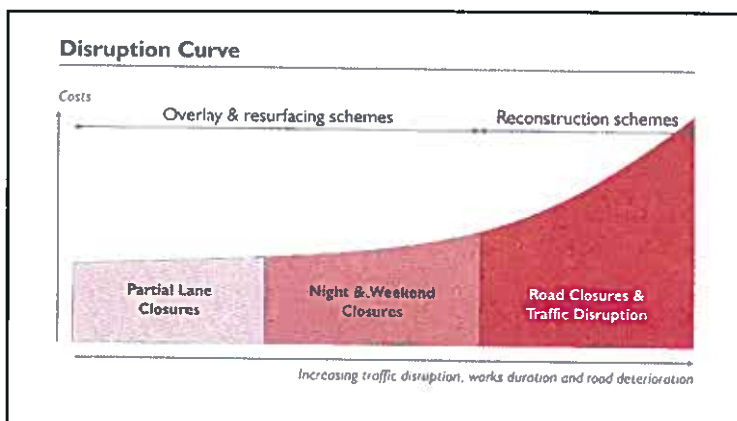 Disruption Curve
Costs
Overlay & resurfacing schemes
Reconstruction schemes
Partial Lane
Closures
Night & Weekend
Closures
Road Closures &
Traffic Disruption
Increasing traffic disruption, works duration and road deterioration